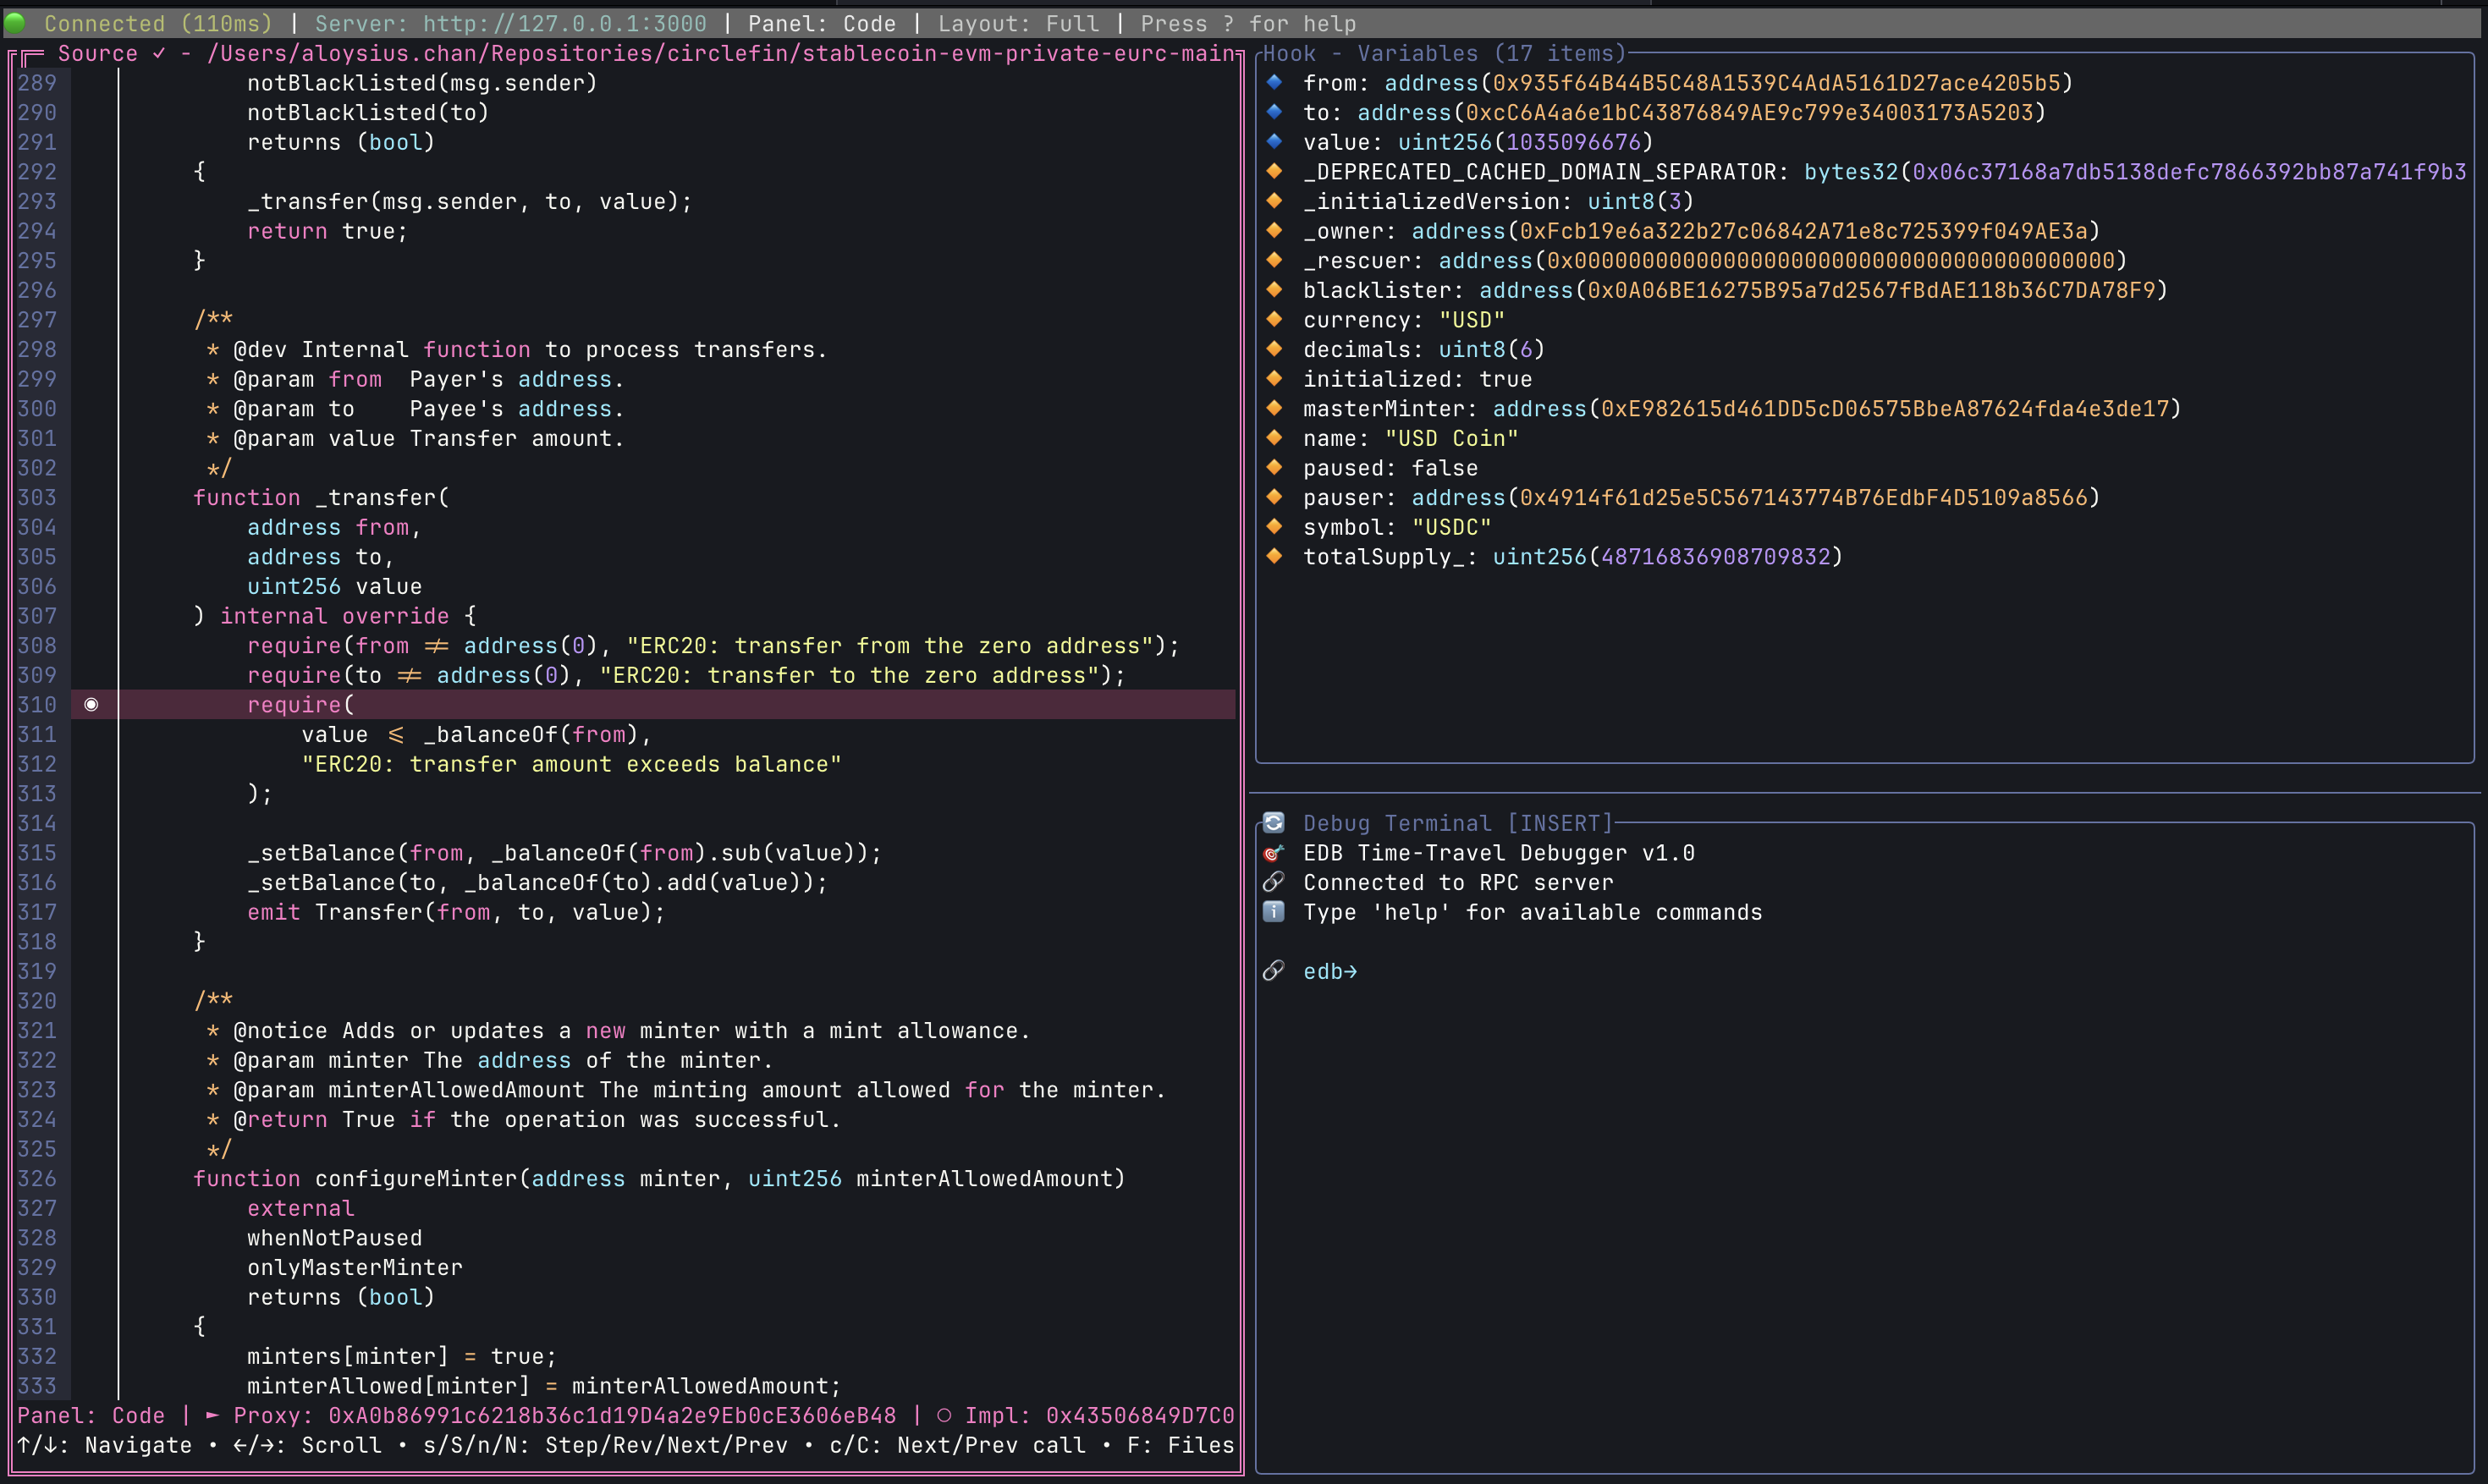 Connected (110ms) | Server: http://127.0.0.1:3000 | Panel: Code | Layout: Full | Press ? for help
Source ✓ - /Users/aloysius.chan/Repositories/circlefin/stablecoin-evm-private-eurc-main
289 notBlacklisted(msg.sender)
290 notBlacklisted(to)
291 returns (bool)
292 {
293 _transfer(msg.sender, to, value);
294 return true;
295 }
296
297 /**
298 * @dev Internal function to process transfers.
299 * @param from  Payer's address.
300 * @param to    Payee's address.
301 * @param value Transfer amount.
302 */
303 function _transfer(
304 address from,
305 address to,
306 uint256 value
307 ) internal override {
308 require(from != address(0), "ERC20: transfer from the zero address");
309 require(to != address(0), "ERC20: transfer to the zero address");
310 ◉ require(
311 value <= _balanceOf(from),
312 "ERC20: transfer amount exceeds balance"
313 );
314
315 _setBalance(from, _balanceOf(from).sub(value));
316 _setBalance(to, _balanceOf(to).add(value));
317 emit Transfer(from, to, value);
318 }
319
320 /**
321 * @notice Adds or updates a new minter with a mint allowance.
322 * @param minter The address of the minter.
323 * @param minterAllowedAmount The minting amount allowed for the minter.
324 * @return True if the operation was successful.
325 */
326 function configureMinter(address minter, uint256 minterAllowedAmount)
327 external
328 whenNotPaused
329 onlyMasterMinter
330 returns (bool)
331 {
332 minters[minter] = true;
333 minterAllowed[minter] = minterAllowedAmount;
Panel: Code | ► Proxy: 0xA0b86991c6218b36c1d19D4a2e9Eb0cE3606eB48 | ○ Impl: 0x43506849D7C0
↑/↓: Navigate • ←/→: Scroll • s/S/n/N: Step/Rev/Next/Prev • c/C: Next/Prev call • F: Files
Hook - Variables (17 items)
from: address(0x935f64B44B5C48A1539C4AdA5161D27ace4205b5)
to: address(0xcC6A4a6e1bC43876849AE9c799e34003173A5203)
value: uint256(1035096676)
_DEPRECATED_CACHED_DOMAIN_SEPARATOR: bytes32(0x06c37168a7db5138defc7866392bb87a741f9b3
_initializedVersion: uint8(3)
_owner: address(0xFcb19e6a322b27c06842A71e8c725399f049AE3a)
_rescuer: address(0x0000000000000000000000000000000000000000)
blacklister: address(0x0A06BE16275B95a7d2567fBdAE118b36C7DA78F9)
currency: "USD"
decimals: uint8(6)
initialized: true
masterMinter: address(0xE982615d461DD5cD06575BbeA87624fda4e3de17)
name: "USD Coin"
paused: false
pauser: address(0x4914f61d25e5C567143774B76EdbF4D5109a8566)
symbol: "USDC"
totalSupply_: uint256(48716836908709832)
Debug Terminal [INSERT]
EDB Time-Travel Debugger v1.0
Connected to RPC server
Type 'help' for available commands
edb→